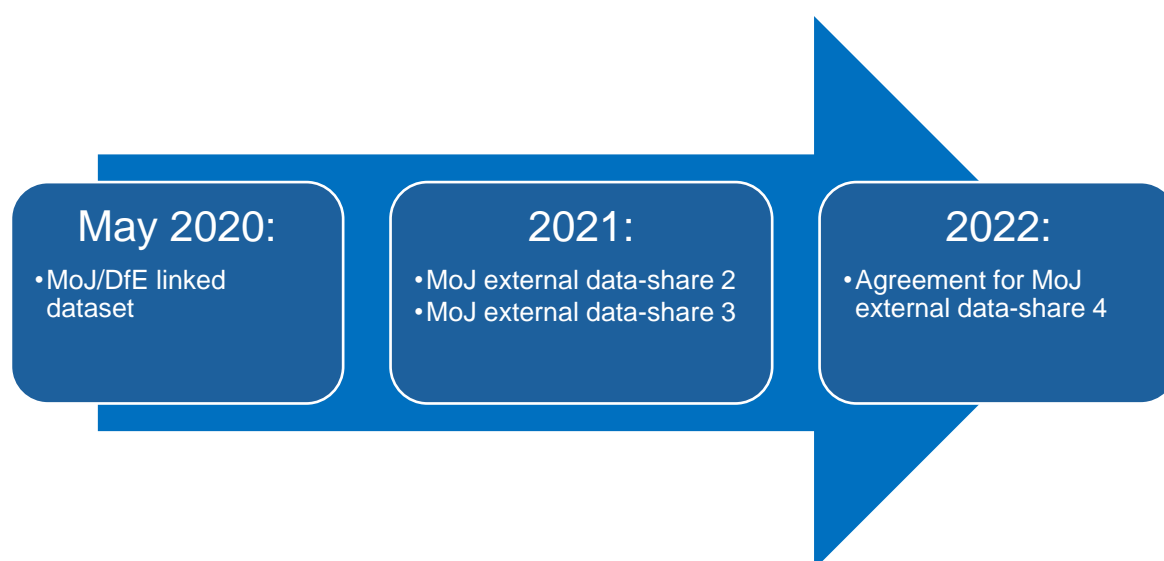 May 2020:
•MoJ/DfE linked
dataset
2021:
•MoJ external data-share 2
•MoJ external data-share 3
2022:
•Agreement for MoJ
external data-share 4